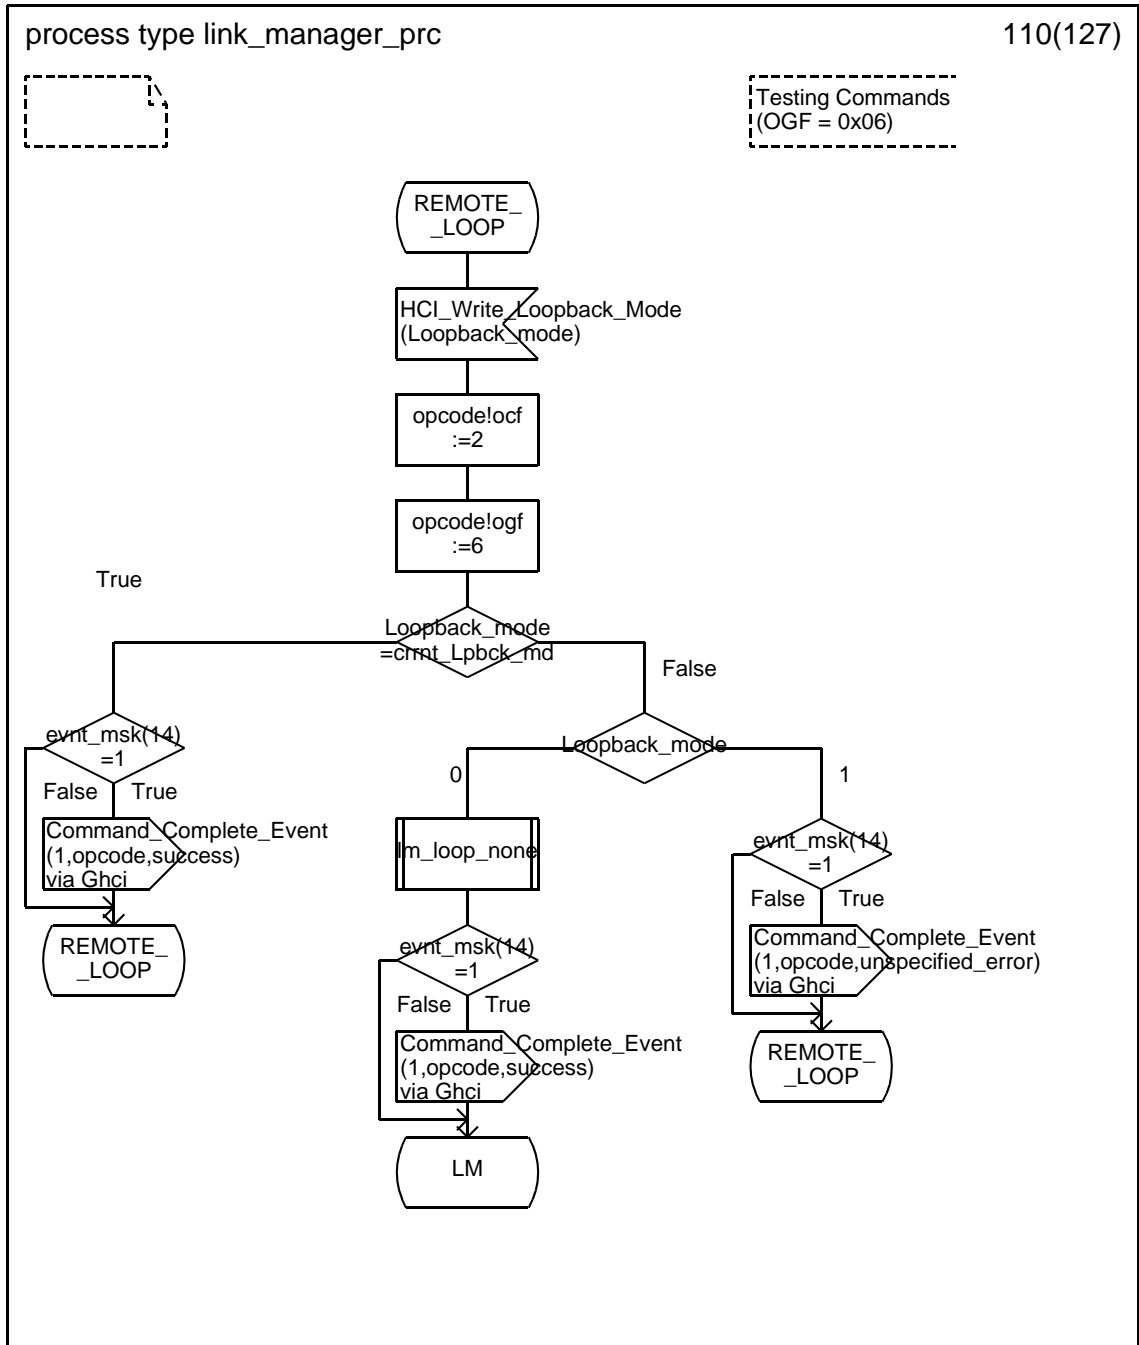 process type link_manager_prc
110(127)
Testing Commands
(OGF = 0x06)
REMOTE_
_LOOP
HCI_Write_Loopback_Mode
(Loopback_mode)
opcode!ocf
:=2
opcode!ogf
:=6
True
Loopback_mode
=crrnt_Lpbck_md
False
evnt_msk(14)
=1
False
True
Command_Complete_Event
(1,opcode,success)
via Ghci
REMOTE_
_LOOP
Loopback_mode
0
1
lm_loop_none
evnt_msk(14)
=1
False
True
Command_Complete_Event
(1,opcode,success)
via Ghci
LM
evnt_msk(14)
=1
False
True
Command_Complete_Event
(1,opcode,unspecified_error)
via Ghci
REMOTE_
_LOOP